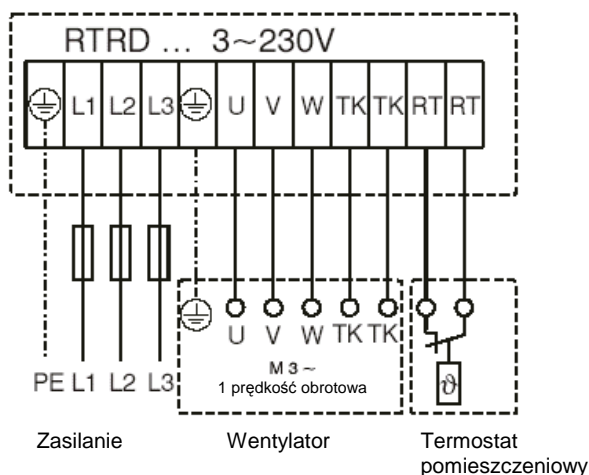 RTRD ... 3~230V
L1 L2 L3 U V W TK TK RT RT
U V W TK TK
M 3 ~
1 prędkość obrotowa
ϑ
PE L1 L2 L3
Zasilanie Wentylator Termostat
pomieszczeniowy